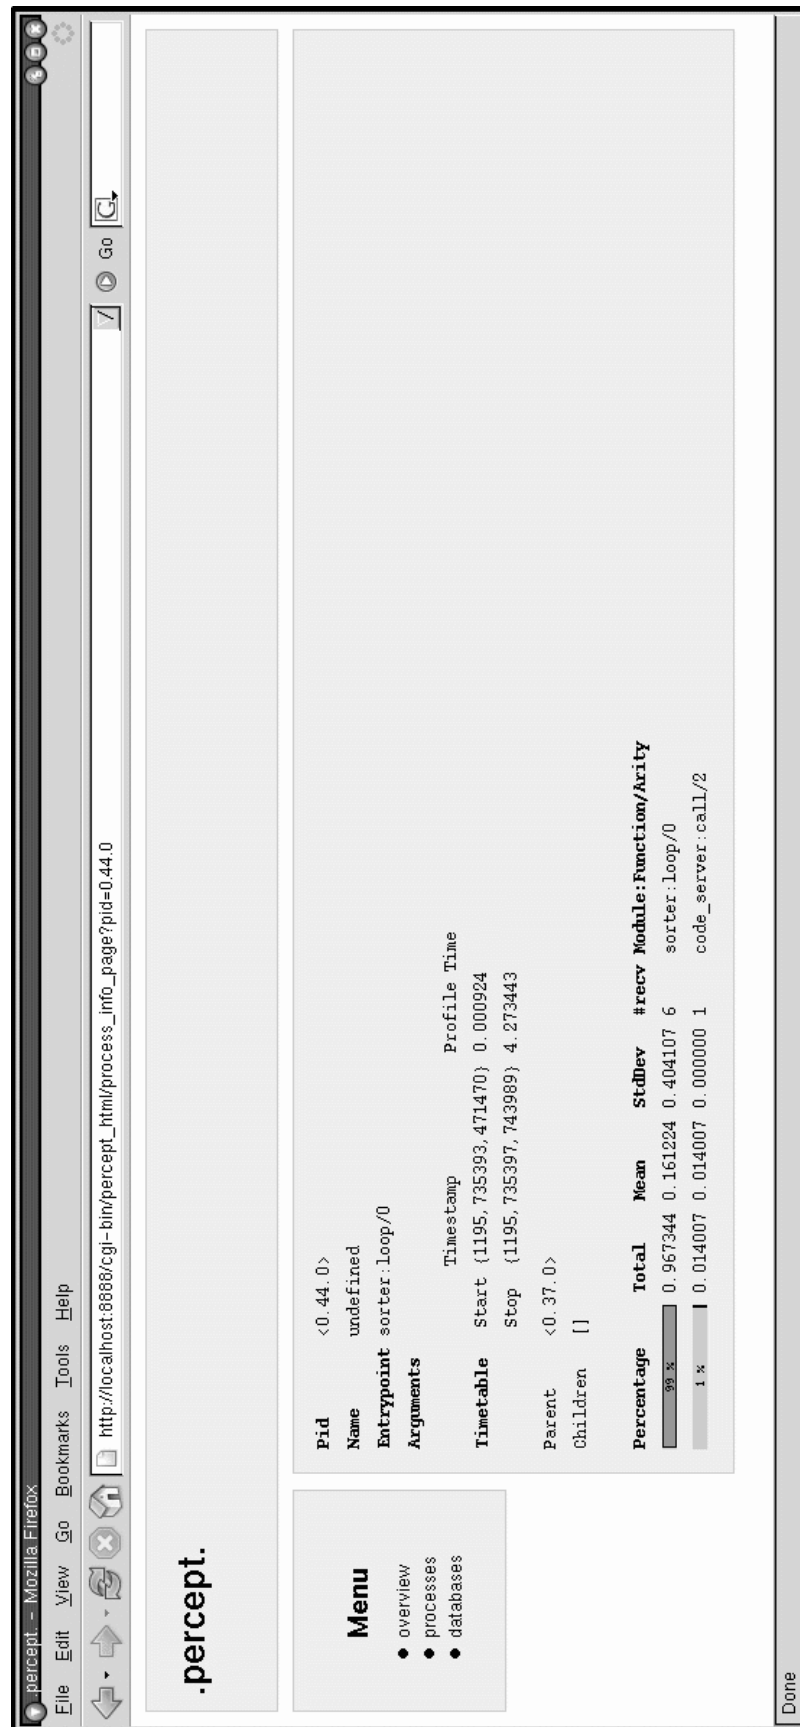 .percept. - Mozilla Firefox
File Edit View Go Bookmarks Tools Help
http://localhost:8888/cgi-bin/percept_html/process_info_page?pid=0.44.0 Go G
.percept.
Menu
overview
processes
databases
Pid <0.44.0>
Name undefined
Entrypoint sorter:loop/0
Arguments
Timestamp Profile Time
Timetable Start {1195,735393,471470} 0.000924
Stop {1195,735397,743989} 4.273443
Parent <0.37.0>
Children []
Percentage Total Mean StdDev #recv Module:Function/Arity
99 % 0.967344 0.161224 0.404107 6 sorter:loop/0
1 % 0.014007 0.014007 0.000000 1 code_server:call/2
Done